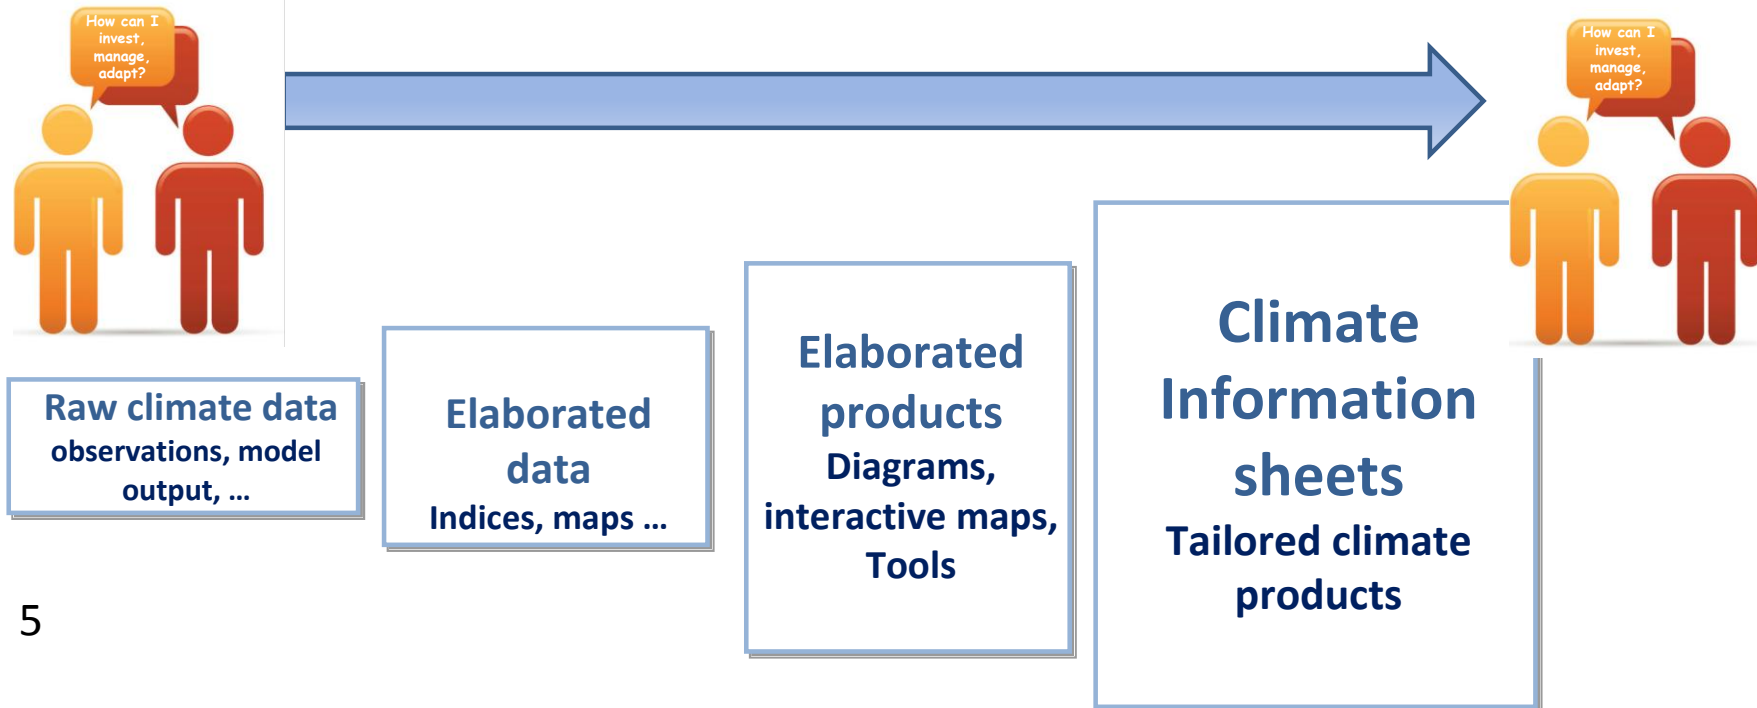 How can I
invest,
manage,
adapt?
How can I
invest,
manage,
adapt?
Raw climate data
observations, model
output, ...
Elaborated
data
Indices, maps ...
Elaborated
products
Diagrams,
interactive maps,
Tools
Climate
Information
sheets
Tailored climate
products
5